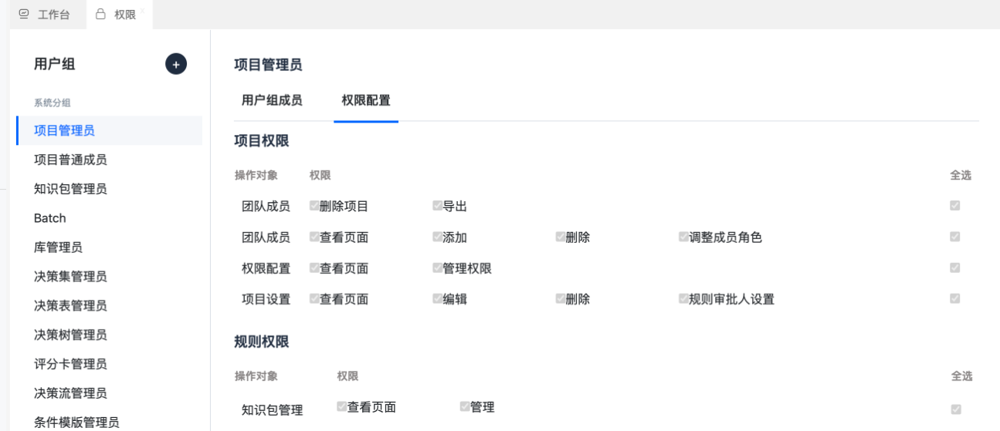 工作台 权限
用户组 +
系统分组
项目管理员
项目普通成员
知识包管理员
Batch
库管理员
决策集管理员
决策表管理员
决策树管理员
评分卡管理员
决策流管理员
条件模版管理员
项目管理员
用户组成员 权限配置
项目权限
操作对象 权限 全选
团队成员 删除项目 导出
团队成员 查看页面 添加 删除 调整成员角色
权限配置 查看页面 管理权限
项目设置 查看页面 编辑 删除 规则审批人设置
规则权限
操作对象 权限 全选
知识包管理 查看页面 管理